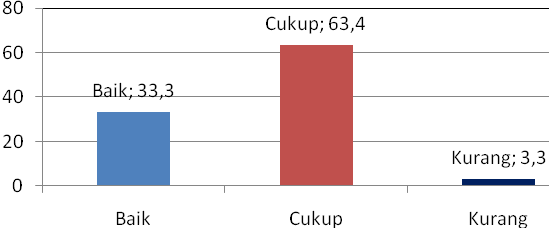 80
60
40
20
0
Baik; 33,3
Cukup; 63,4
Kurang; 3,3
Baik
Cukup
Kurang